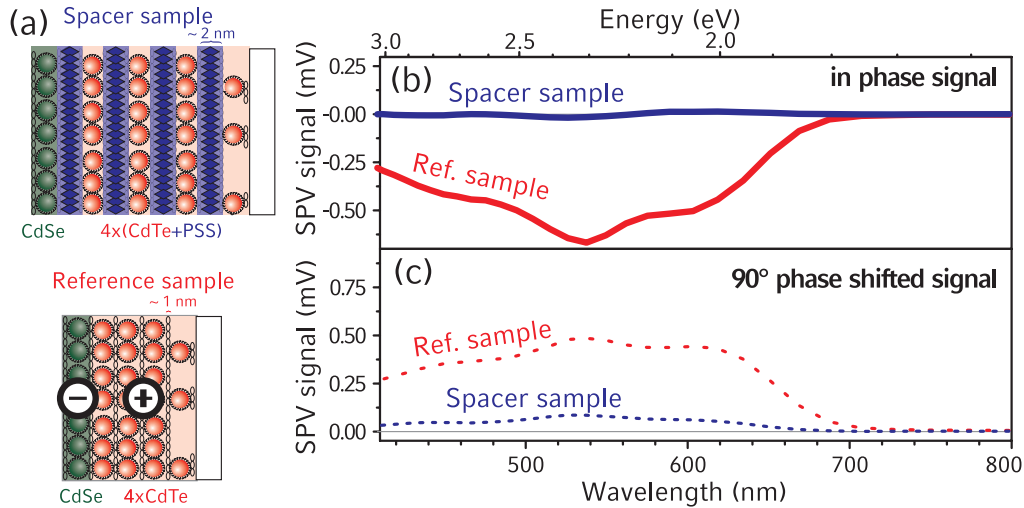 (a)
Spacer sample
~ 2 nm
CdSe 4x(CdTe+PSS)
Reference sample
~ 1 nm
− +
CdSe 4xCdTe
Energy (eV)
3.0 2.5 2.0
(b)
in phase signal
SPV signal (mV)
0.25
-0.00
-0.25
-0.50
Spacer sample
Ref. sample
(c)
90° phase shifted signal
SPV signal (mV)
0.75
0.50
0.25
0.00
Ref. sample
Spacer sample
500 600 700 800
Wavelength (nm)